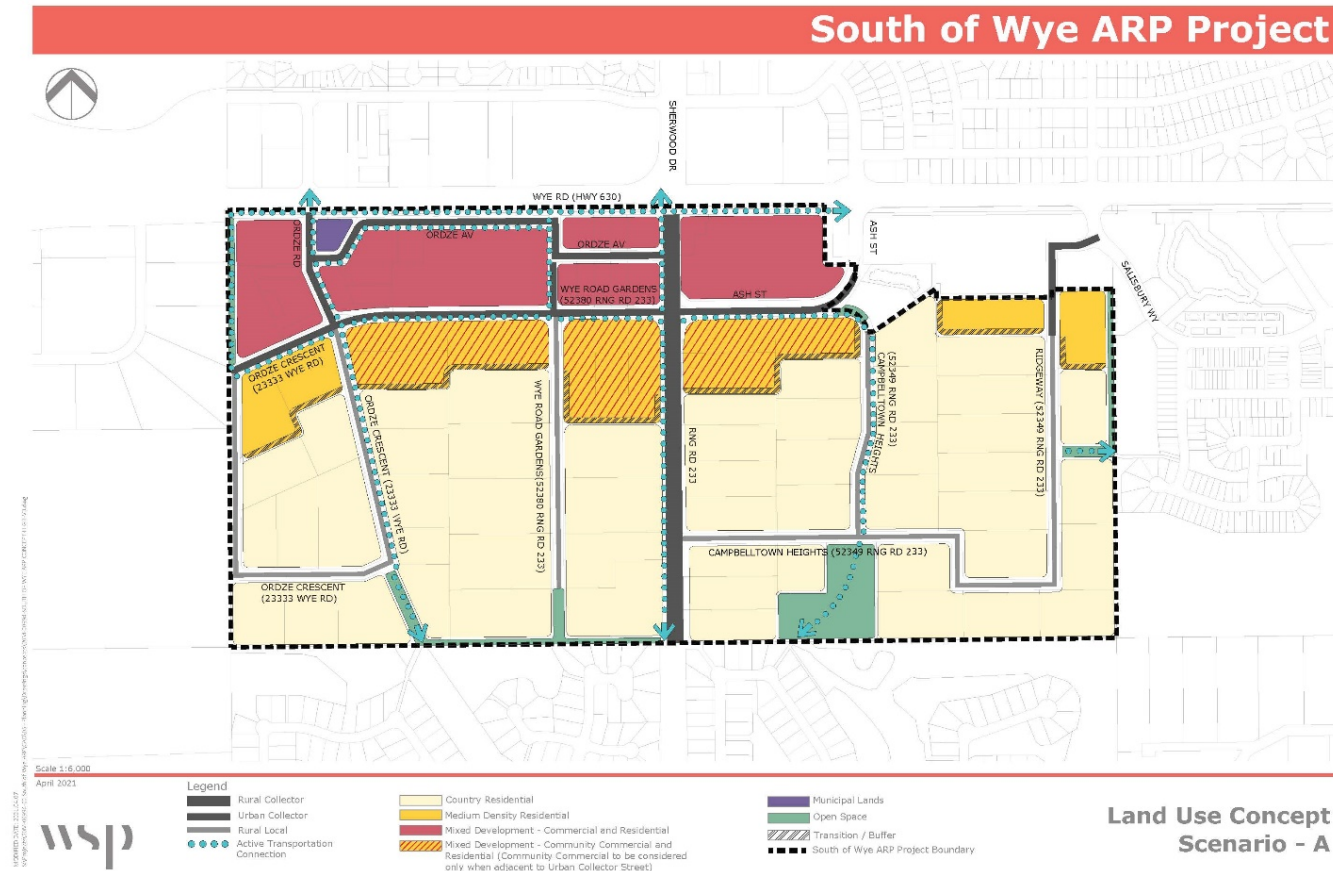 South of Wye ARP Project
SHERWOOD DR
WYE RD (HWY 630)
ORDZE RD
ORDZE AV
ORDZE AV
ASH ST
SALISBURY WY
WYE ROAD GARDENS
(52380 RNG RD 233)
ASH ST
ORDZE CRESCENT
(23333 WYE RD)
ORDZE CRESCENT (23333 WYE RD)
WYE ROAD GARDENS(52380 RNG RD 233)
RNG RD 233
(52349 RNG RD 233)
CAMPBELLTOWN HEIGHTS
RIDGEWAY (52349 RNG RD 233)
CAMPBELLTOWN HEIGHTS (52349 RNG RD 233)
ORDZE CRESCENT
(23333 WYE RD)
Scale 1:6,000
April 2021
wsp
Legend
Rural Collector
Urban Collector
Rural Local
Active Transportation
Connection
Country Residential
Medium Density Residential
Mixed Development - Commercial and Residential
Mixed Development - Community Commercial and
Residential (Community Commercial to be considered
only when adjacent to Urban Collector Street)
Municipal Lands
Open Space
Transition / Buffer
South of Wye ARP Project Boundary
Land Use Concept
Scenario - A